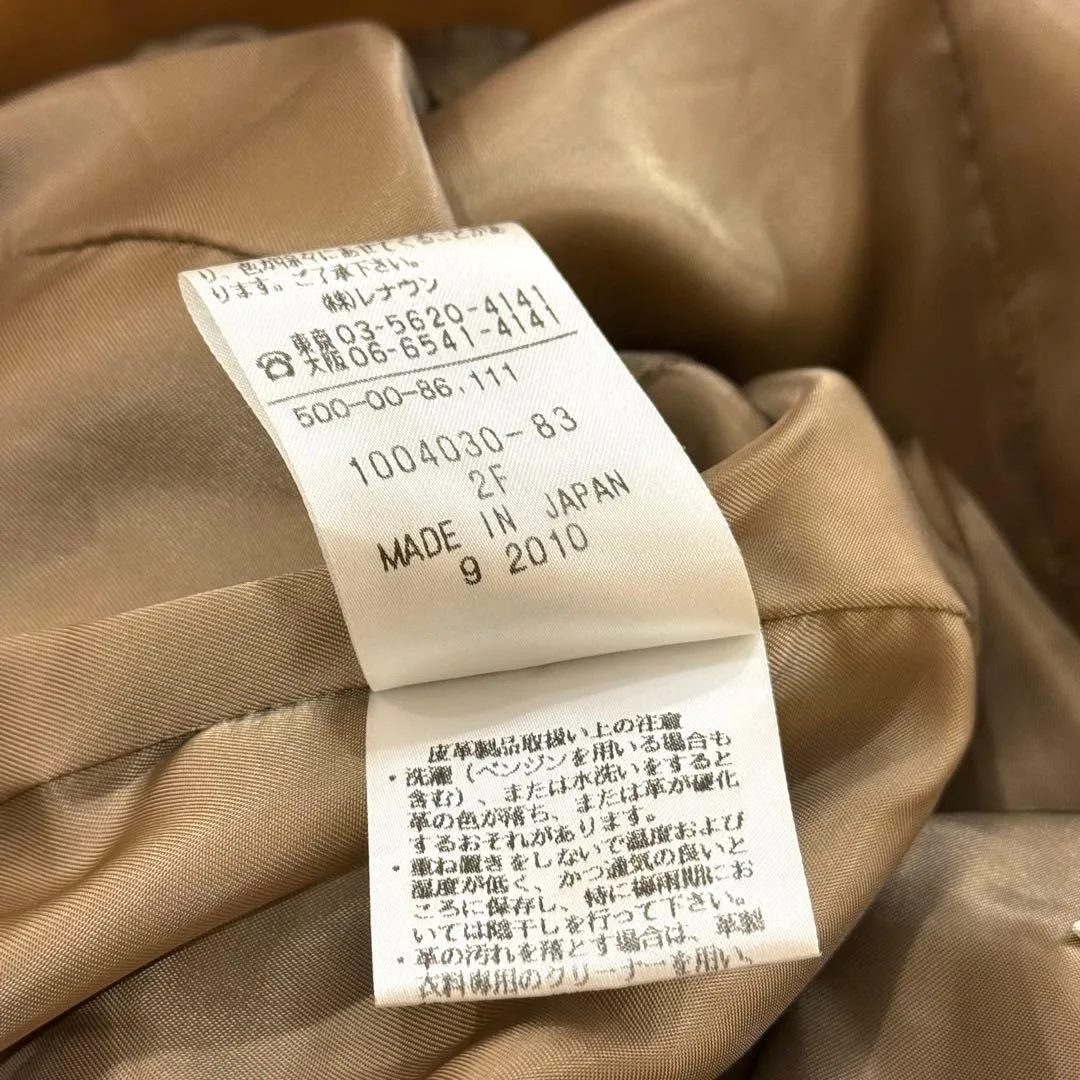 り、色が徐々にあせてくることがあ
ります。ご了承下さい。
㈱レナウン
東京03-5620-4141
大阪06-6541-4141
500-00-86,111
1004030-83
2F
MADE IN JAPAN
9 2010
皮革製品取扱い上の注意
・洗濯(ベンジンを用いる場合も
含む)、または水洗いをすると
革の色が落ち、または革が硬化
するおそれがあります。
・重ね置きをしないで温度および
湿度が低く、かつ通気の良いと
ころに保存し、特に梅雨期にお
いては陰干しを行って下さい。
・革の汚れを落とす場合は、革製
衣料専用のクリーナーを用い、